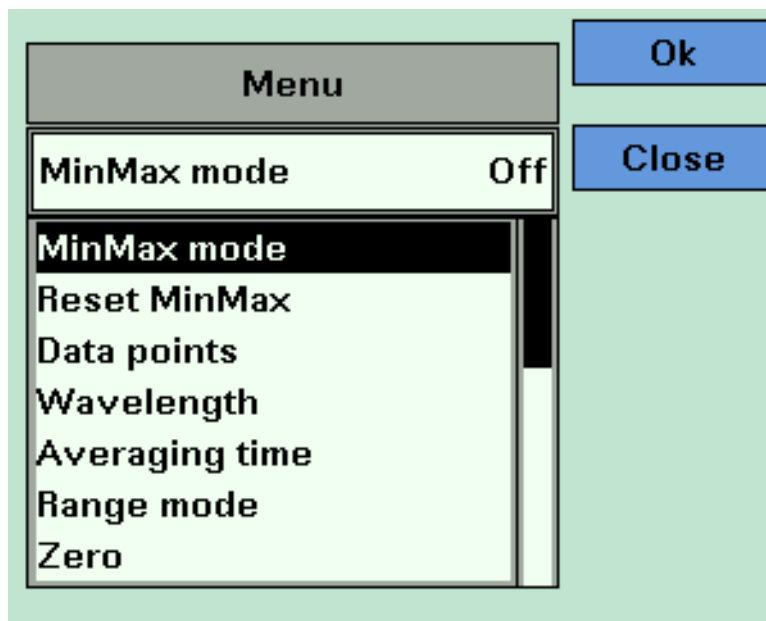 Menu
Ok
MinMax mode Off
Close
MinMax mode
Reset MinMax
Data points
Wavelength
Averaging time
Range mode
Zero